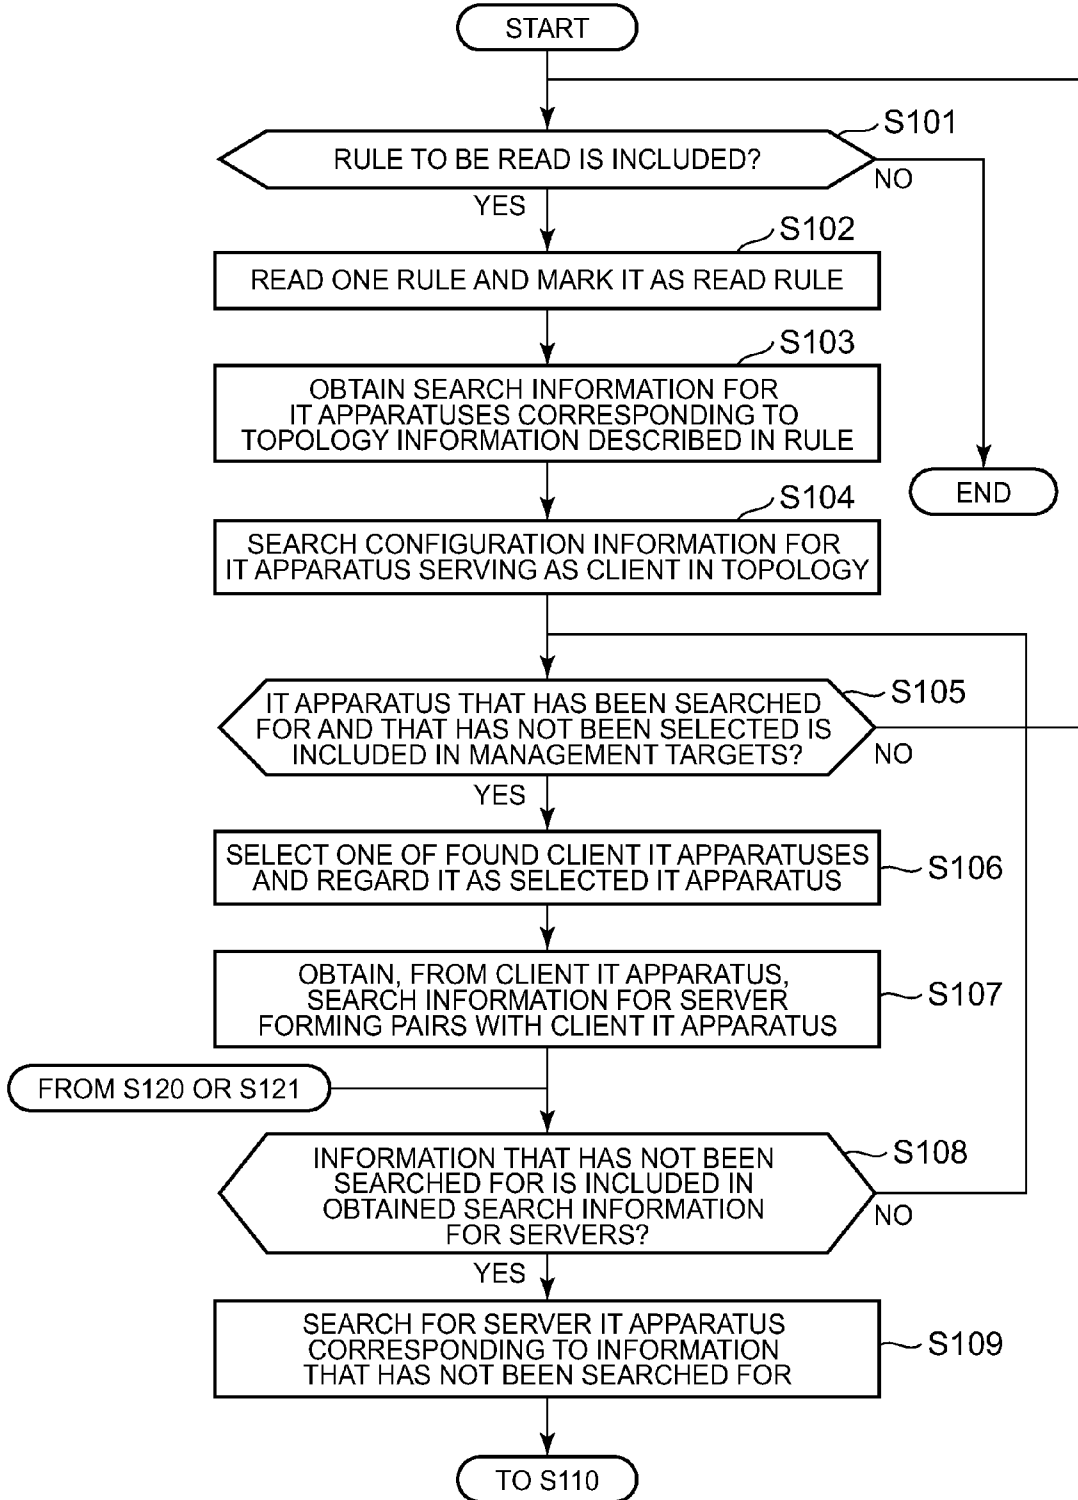 START
S101
RULE TO BE READ IS INCLUDED?
NO
YES
S102
READ ONE RULE AND MARK IT AS READ RULE
S103
OBTAIN SEARCH INFORMATION FOR
IT APPARATUSES CORRESPONDING TO
TOPOLOGY INFORMATION DESCRIBED IN RULE
END
S104
SEARCH CONFIGURATION INFORMATION FOR
IT APPARATUS SERVING AS CLIENT IN TOPOLOGY
S105
IT APPARATUS THAT HAS BEEN SEARCHED
FOR AND THAT HAS NOT BEEN SELECTED IS
INCLUDED IN MANAGEMENT TARGETS?
NO
YES
SELECT ONE OF FOUND CLIENT IT APPARATUSES
AND REGARD IT AS SELECTED IT APPARATUS
S106
OBTAIN, FROM CLIENT IT APPARATUS,
SEARCH INFORMATION FOR SERVER
FORMING PAIRS WITH CLIENT IT APPARATUS
S107
FROM S120 OR S121
S108
INFORMATION THAT HAS NOT BEEN
SEARCHED FOR IS INCLUDED IN
OBTAINED SEARCH INFORMATION
FOR SERVERS?
NO
YES
SEARCH FOR SERVER IT APPARATUS
CORRESPONDING TO INFORMATION
THAT HAS NOT BEEN SEARCHED FOR
S109
TO S110